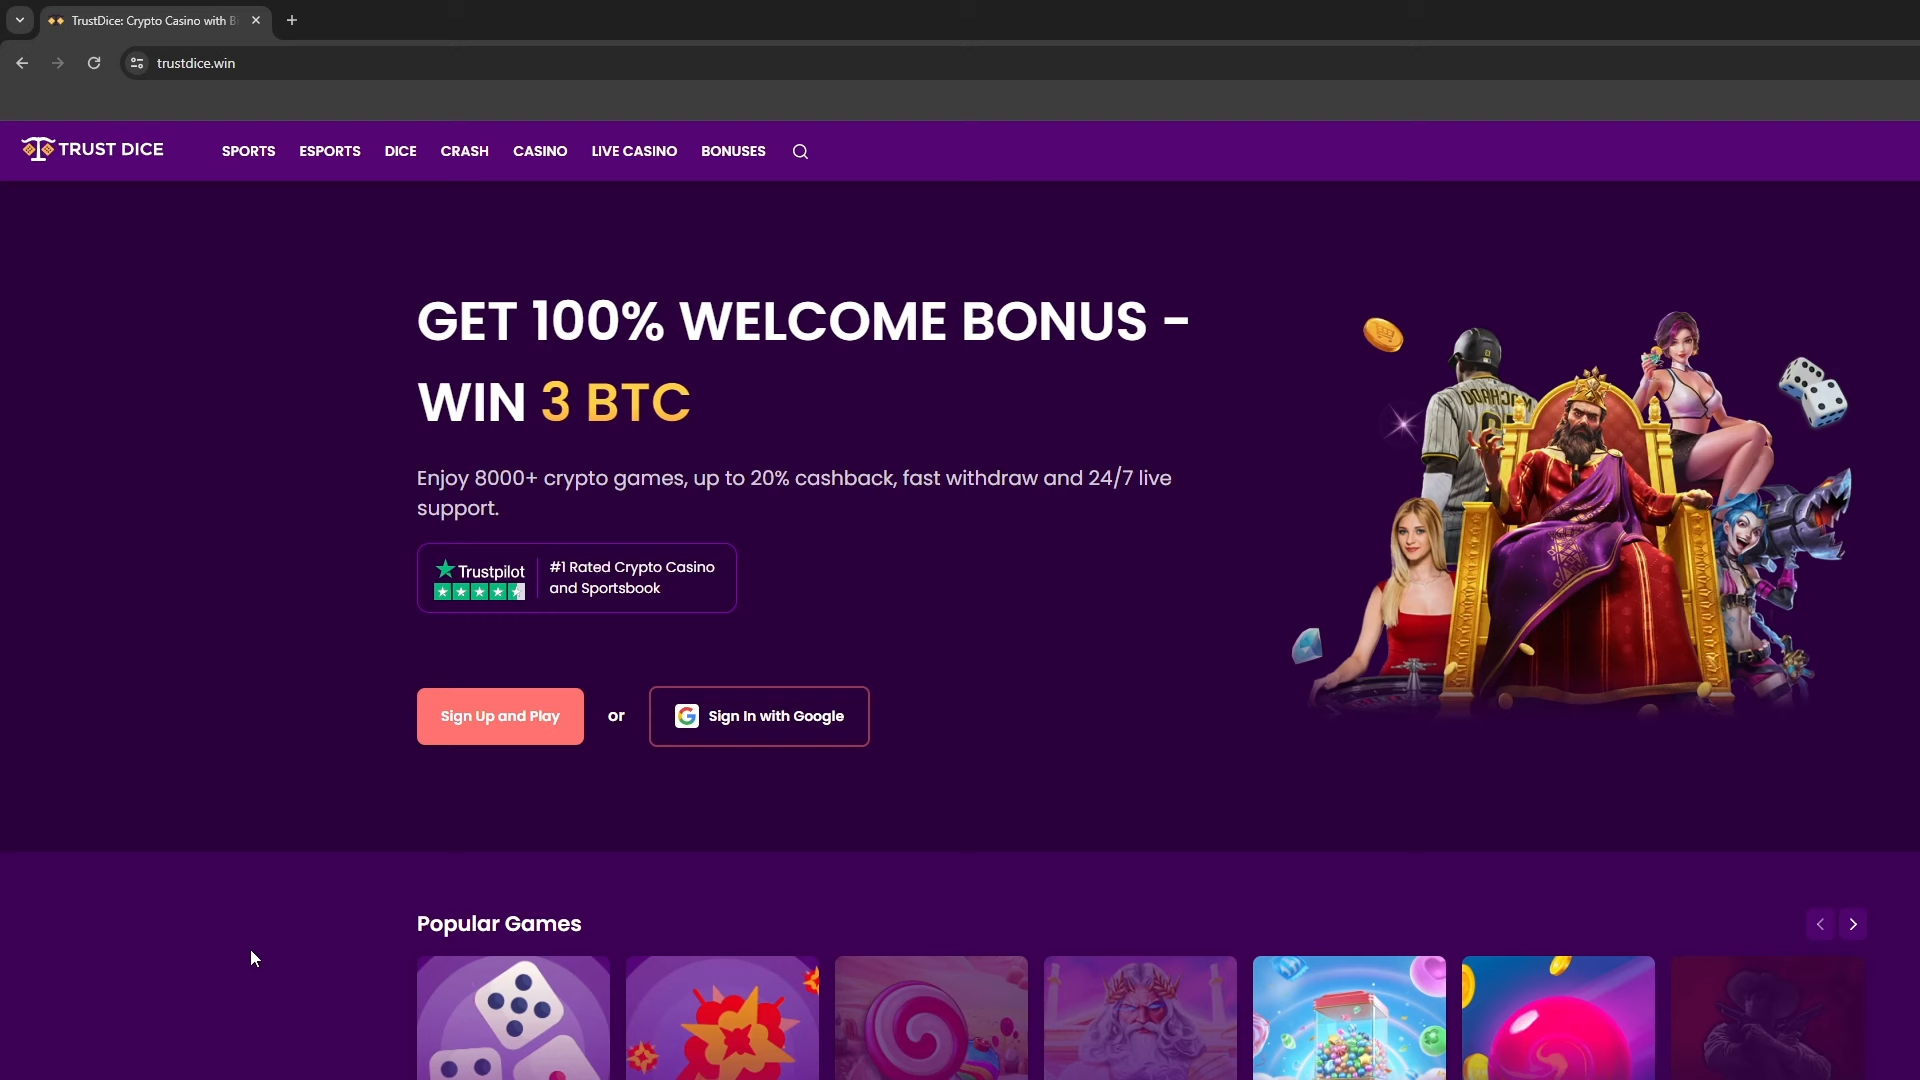 TrustDice: Crypto Casino with B
trustdice.win
TRUST DICE
SPORTS
ESPORTS
DICE
CRASH
CASINO
LIVE CASINO
BONUSES
GET 100% WELCOME BONUS -
WIN 3 BTC
Enjoy 8000+ crypto games, up to 20% cashback, fast withdraw and 24/7 live
support.
Trustpilot
#1 Rated Crypto Casino
and Sportsbook
Sign Up and Play
or
Sign In with Google
Popular Games